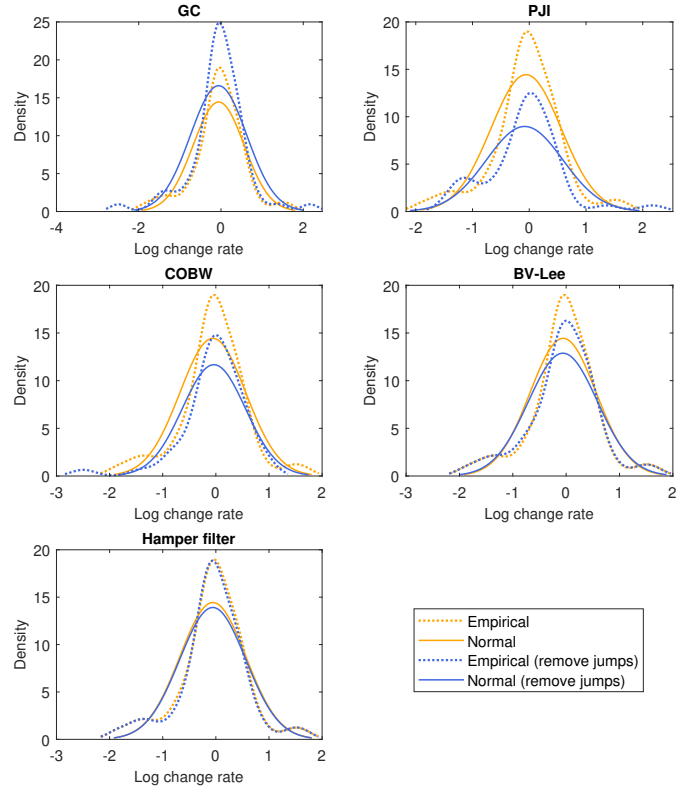 GC
25
20
15
10
5
0
Density
-4
-2
0
2
Log change rate
PJI
20
15
10
5
0
Density
-2
-1
0
1
2
Log change rate
COBW
20
15
10
5
0
Density
-3
-2
-1
0
1
2
Log change rate
BV-Lee
20
15
10
5
0
Density
-3
-2
-1
0
1
2
Log change rate
Hamper filter
20
15
10
5
0
Density
-3
-2
-1
0
1
2
Log change rate
Empirical
Normal
Empirical (remove jumps)
Normal (remove jumps)